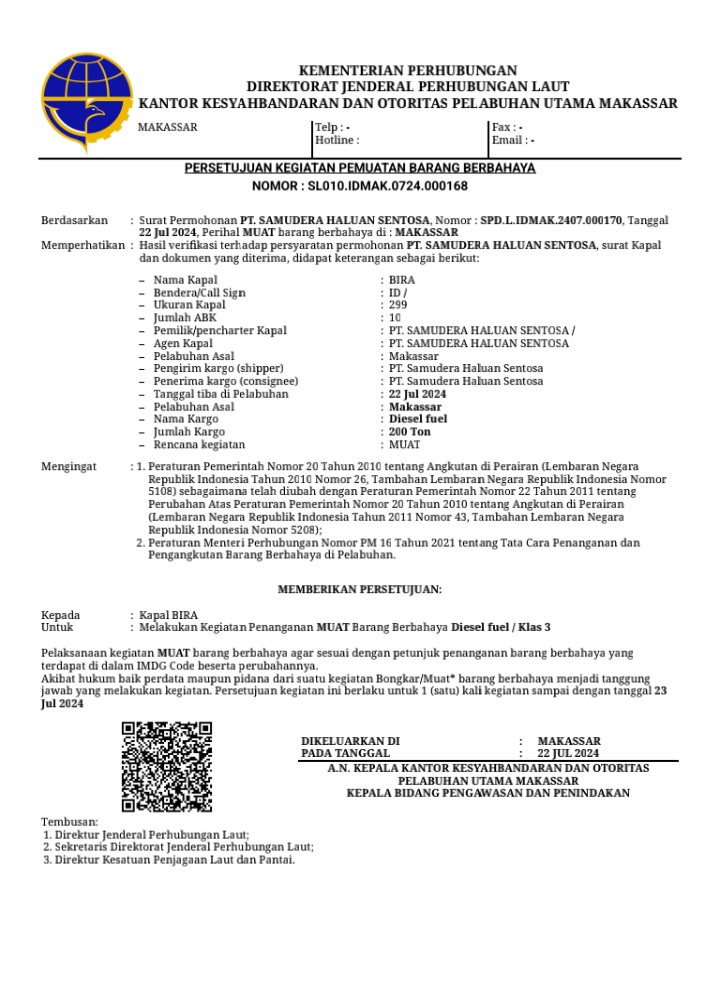 KEMENTERIAN PERHUBUNGAN
DIREKTORAT JENDERAL PERHUBUNGAN LAUT
KANTOR KESYAHBANDARAN DAN OTORITAS PELABUHAN UTAMA MAKASSAR
MAKASSAR Telp : - Fax : -
Hotline : Email : -
PERSETUJUAN KEGIATAN PEMUATAN BARANG BERBAHAYA
NOMOR : SL010.IDMAK.0724.000168
Berdasarkan : Surat Permohonan PT. SAMUDERA HALUAN SENTOSA, Nomor : SPD.L.IDMAK.2407.000170, Tanggal
22 Jul 2024, Perihal MUAT barang berbahaya di : MAKASSAR
Memperhatikan : Hasil verifikasi terhadap persyaratan permohonan PT. SAMUDERA HALUAN SENTOSA, surat Kapal
dan dokumen yang diterima, didapat keterangan sebagai berikut:
– Nama Kapal : BIRA
– Bendera/Call Sign : ID /
– Ukuran Kapal : 299
– Jumlah ABK : 10
– Pemilik/pencharter Kapal : PT. SAMUDERA HALUAN SENTOSA /
– Agen Kapal : PT. SAMUDERA HALUAN SENTOSA
– Pelabuhan Asal : Makassar
– Pengirim kargo (shipper) : PT. Samudera Haluan Sentosa
– Penerima kargo (consignee) : PT. Samudera Haluan Sentosa
– Tanggal tiba di Pelabuhan : 22 Jul 2024
– Pelabuhan Asal : Makassar
– Nama Kargo : Diesel fuel
– Jumlah Kargo : 200 Ton
– Rencana kegiatan : MUAT
Mengingat : 1. Peraturan Pemerintah Nomor 20 Tahun 2010 tentang Angkutan di Perairan (Lembaran Negara
Republik Indonesia Tahun 2010 Nomor 26, Tambahan Lembaran Negara Republik Indonesia Nomor
5108) sebagaimana telah diubah dengan Peraturan Pemerintah Nomor 22 Tahun 2011 tentang
Perubahan Atas Peraturan Pemerintah Nomor 20 Tahun 2010 tentang Angkutan di Perairan
(Lembaran Negara Republik Indonesia Tahun 2011 Nomor 43, Tambahan Lembaran Negara
Republik Indonesia Nomor 5208);
2. Peraturan Menteri Perhubungan Nomor PM 16 Tahun 2021 tentang Tata Cara Penanganan dan
Pengangkutan Barang Berbahaya di Pelabuhan.
MEMBERIKAN PERSETUJUAN:
Kepada : Kapal BIRA
Untuk : Melakukan Kegiatan Penanganan MUAT Barang Berbahaya Diesel fuel / Klas 3
Pelaksanaan kegiatan MUAT barang berbahaya agar sesuai dengan petunjuk penanganan barang berbahaya yang
terdapat di dalam IMDG Code beserta perubahannya.
Akibat hukum baik perdata maupun pidana dari suatu kegiatan Bongkar/Muat* barang berbahaya menjadi tanggung
jawab yang melakukan kegiatan. Persetujuan kegiatan ini berlaku untuk 1 (satu) kali kegiatan sampai dengan tanggal 23
Jul 2024
DIKELUARKAN DI : MAKASSAR
PADA TANGGAL : 22 JUL 2024
A.N. KEPALA KANTOR KESYAHBANDARAN DAN OTORITAS
PELABUHAN UTAMA MAKASSAR
KEPALA BIDANG PENGAWASAN DAN PENINDAKAN
Tembusan:
1. Direktur Jenderal Perhubungan Laut;
2. Sekretaris Direktorat Jenderal Perhubungan Laut;
3. Direktur Kesatuan Penjagaan Laut dan Pantai.